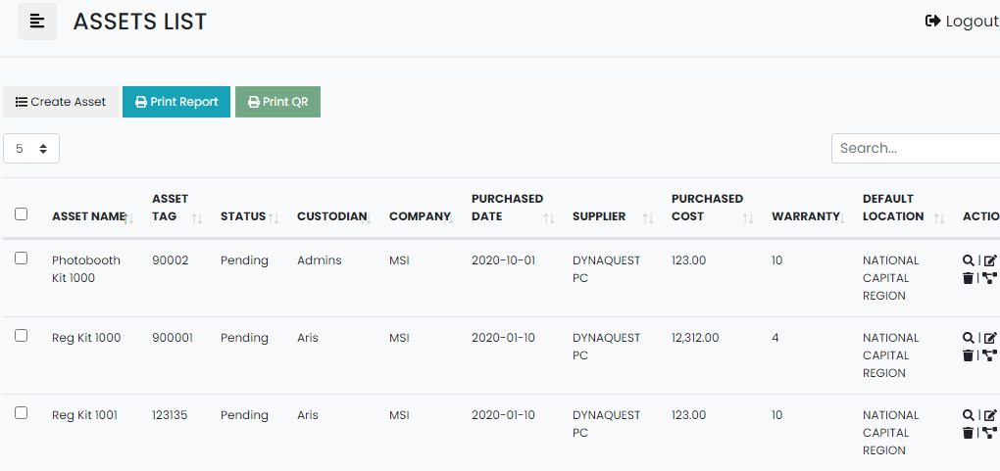 ASSETS LIST
Logout
Create Asset Print Report Print QR
5
Search...
ASSET NAME ASSET TAG STATUS CUSTODIAN COMPANY PURCHASED DATE SUPPLIER PURCHASED COST WARRANTY DEFAULT LOCATION ACTIO
Photobooth Kit 1000 90002 Pending Admins MSI 2020-10-01 DYNAQUEST PC 123.00 10 NATIONAL CAPITAL REGION
Reg Kit 1000 900001 Pending Aris MSI 2020-01-10 DYNAQUEST PC 12,312.00 4 NATIONAL CAPITAL REGION
Reg Kit 1001 123135 Pending Aris MSI 2020-01-10 DYNAQUEST PC 123.00 10 NATIONAL CAPITAL REGION